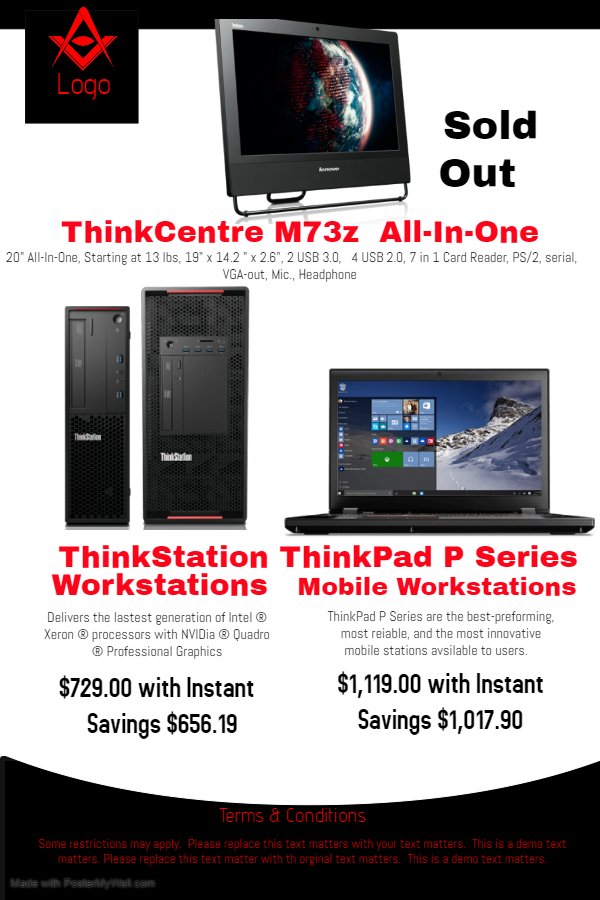 Logo
lenovo
Sold
Out
ThinkCentre M73z All-In-One
20" All-In-One, Starting at 13 lbs, 19" x 14.2 " x 2.6", 2 USB 3.0, 4 USB 2.0, 7 in 1 Card Reader, PS/2, serial,
VGA-out, Mic., Headphone
ThinkStation
ThinkStation
ThinkStation
Workstations
Delivers the lastest generation of Intel ®
Xeron ® processors with NVIDia ® Quadro
® Professional Graphics
$729.00 with Instant
Savings $656.19
ThinkPad P Series
Mobile Workstations
ThinkPad P Series are the best-preforming,
most reiable, and the most innovative
mobile stations avsilable to users.
$1,119.00 with Instant
Savings $1,017.90
Terms & Conditions
Some restrictions may apply. Please replace this text matters with your text matters. This is a demo text
matters, Please replace this text matter with th orginal text matters. This is a demo text matters.
Made with PosterMyWall.com